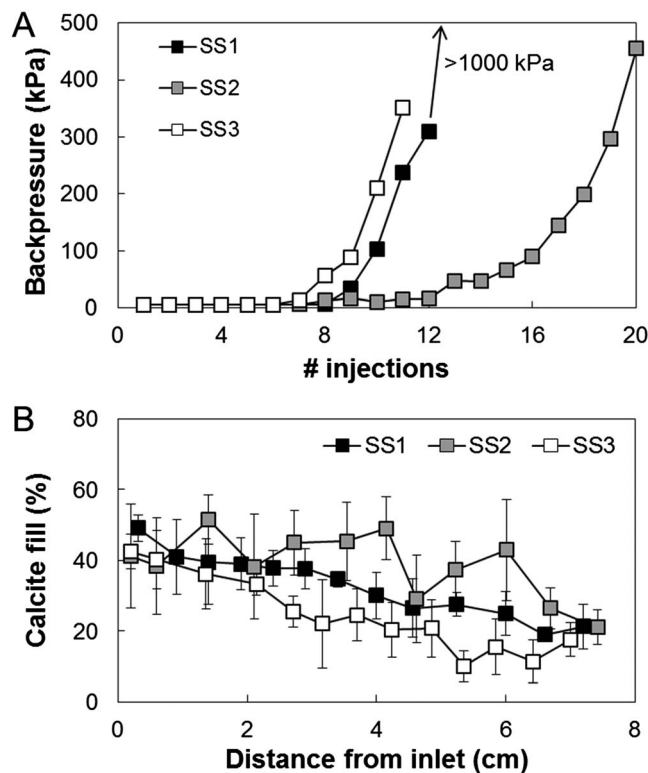 A
500
400
300
200
100
0
Backpressure (kPa)
SS1
SS2
SS3
>1000 kPa
0 4 8 12 16 20
# injections
B
80
60
40
20
0
Calcite fill (%)
SS1 SS2 SS3
0 2 4 6 8
Distance from inlet (cm)